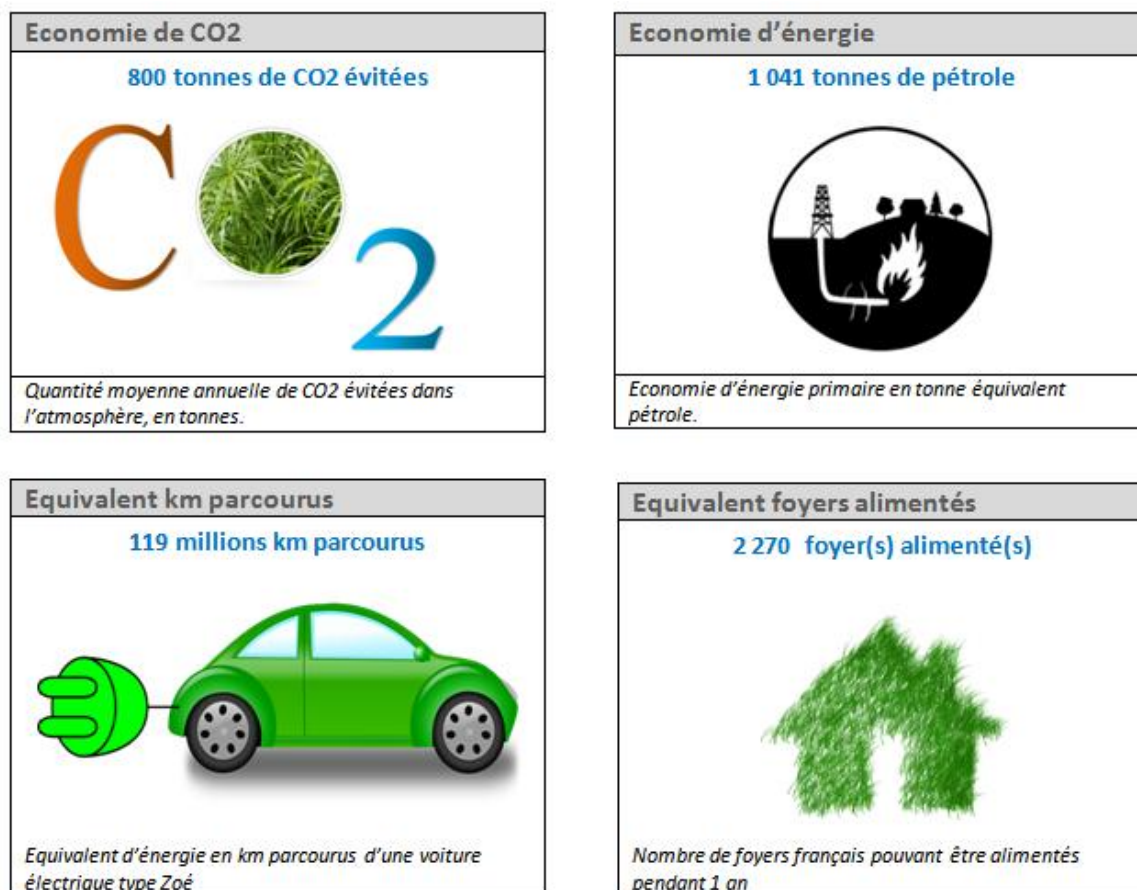 Economie de CO2
800 tonnes de CO2 évitées
CO2
Quantité moyenne annuelle de CO2 évitées dans
l'atmosphère, en tonnes.
Economie d'énergie
1 041 tonnes de pétrole
Economie d'énergie primaire en tonne équivalent
pétrole.
Equivalent km parcourus
119 millions km parcourus
Equivalent d'énergie en km parcourus d'une voiture
électrique type Zoé
Equivalent foyers alimentés
2 270 foyer(s) alimenté(s)
Nombre de foyers français pouvant être alimentés
pendant 1 an